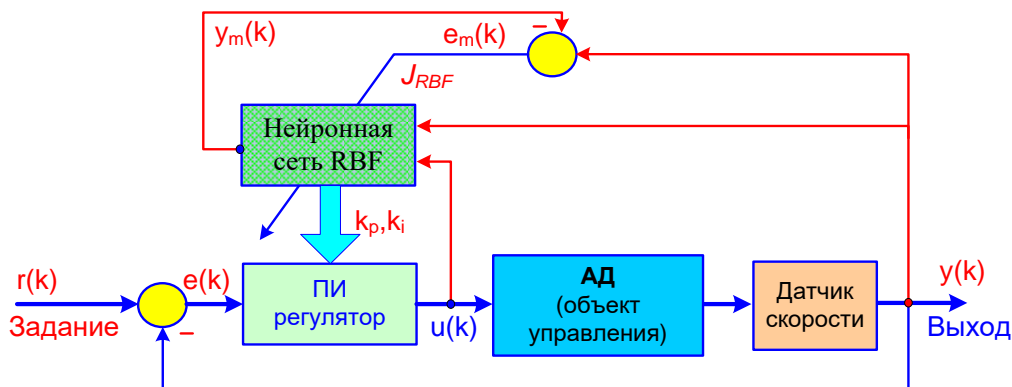 yₘ(k)
–
eₘ(k)
J_RBF
Нейронная
сеть RBF
kₚ,kᵢ
r(k)
Задание
–
e(k)
ПИ
регулятор
u(k)
АД
(объект
управления)
Датчик
скорости
y(k)
Выход